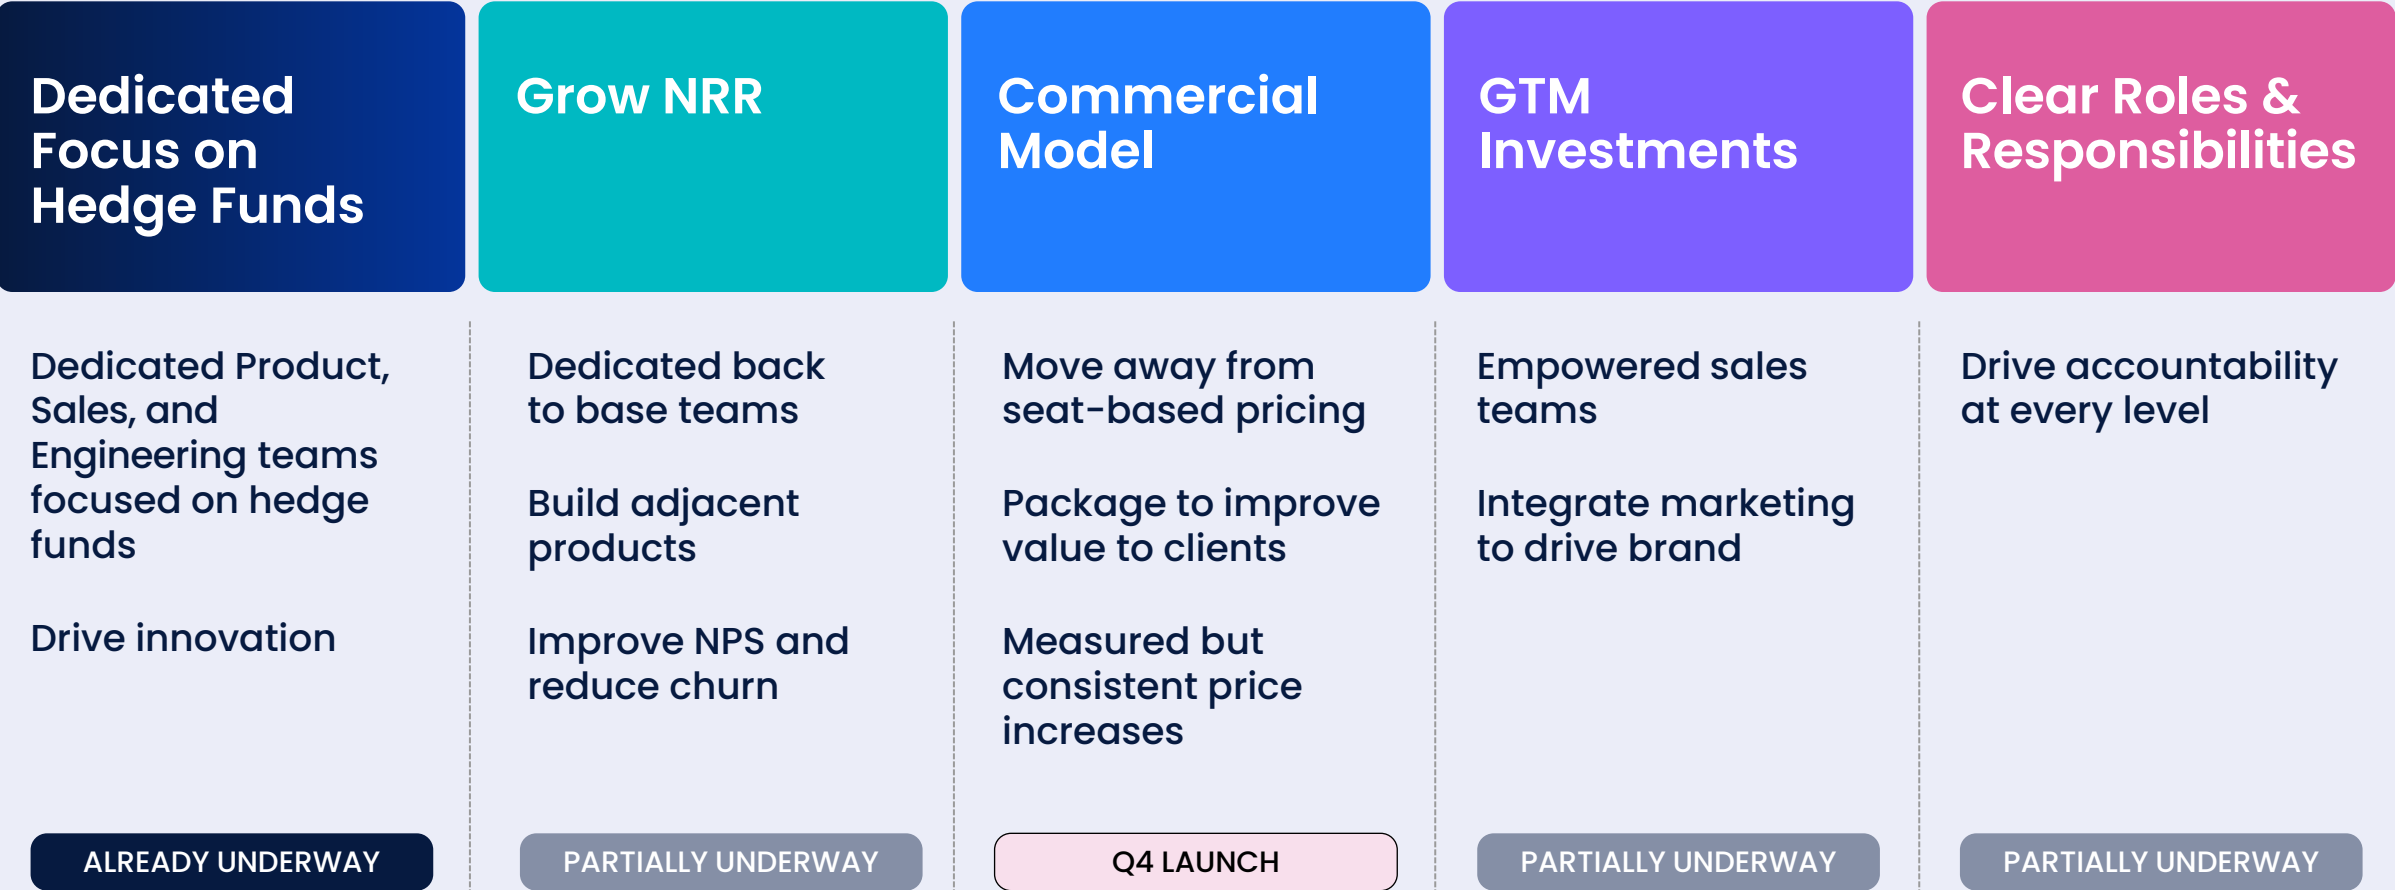 Dedicated
Focus on
Hedge Funds
Dedicated Product,
Sales, and
Engineering teams
focused on hedge
funds
Drive innovation
ALREADY UNDERWAY
Grow NRR
Dedicated back
to base teams
Build adjacent
products
Improve NPS and
reduce churn
PARTIALLY UNDERWAY
Commercial
Model
Move away from
seat-based pricing
Package to improve
value to clients
Measured but
consistent price
increases
Q4 LAUNCH
GTM
Investments
Empowered sales
teams
Integrate marketing
to drive brand
PARTIALLY UNDERWAY
Clear Roles &
Responsibilities
Drive accountability
at every level
PARTIALLY UNDERWAY